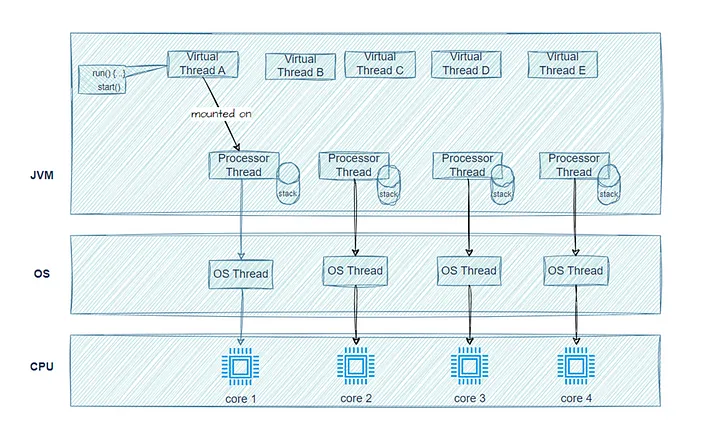 Virtual
Thread A
Virtual
Thread B
Virtual
Thread C
Virtual
Thread D
Virtual
Thread E
run() {...}
start()
mounted on
JVM
Processor
Thread
stack
Processor
Thread
stack
Processor
Thread
stack
Processor
Thread
stack
OS
OS Thread
OS Thread
OS Thread
OS Thread
CPU
core 1
core 2
core 3
core 4